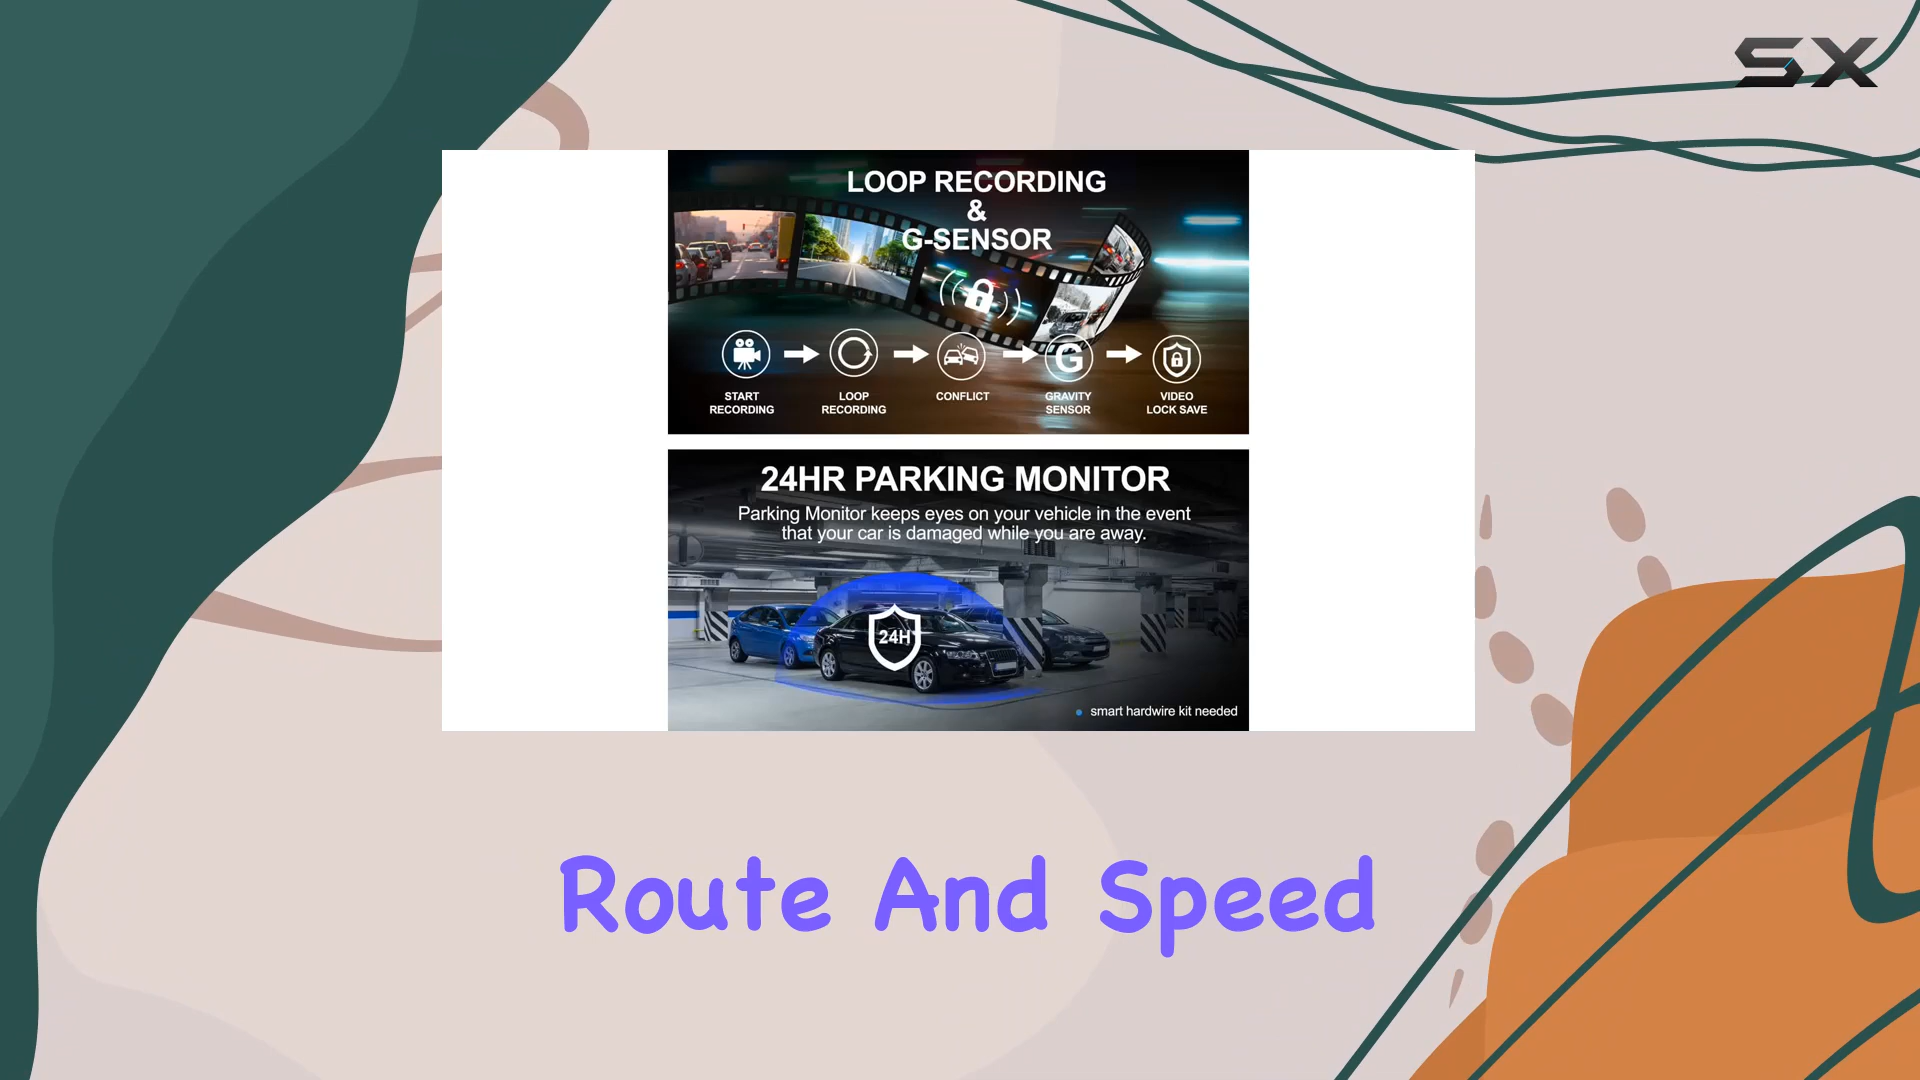 SX
LOOP RECORDING
&
G-SENSOR
START
RECORDING
LOOP
RECORDING
CONFLICT
G
GRAVITY
SENSOR
VIDEO
LOCK SAVE
24HR PARKING MONITOR
Parking Monitor keeps eyes on your vehicle in the event
that your car is damaged while you are away.
24H
smart hardwire kit needed
Route And Speed